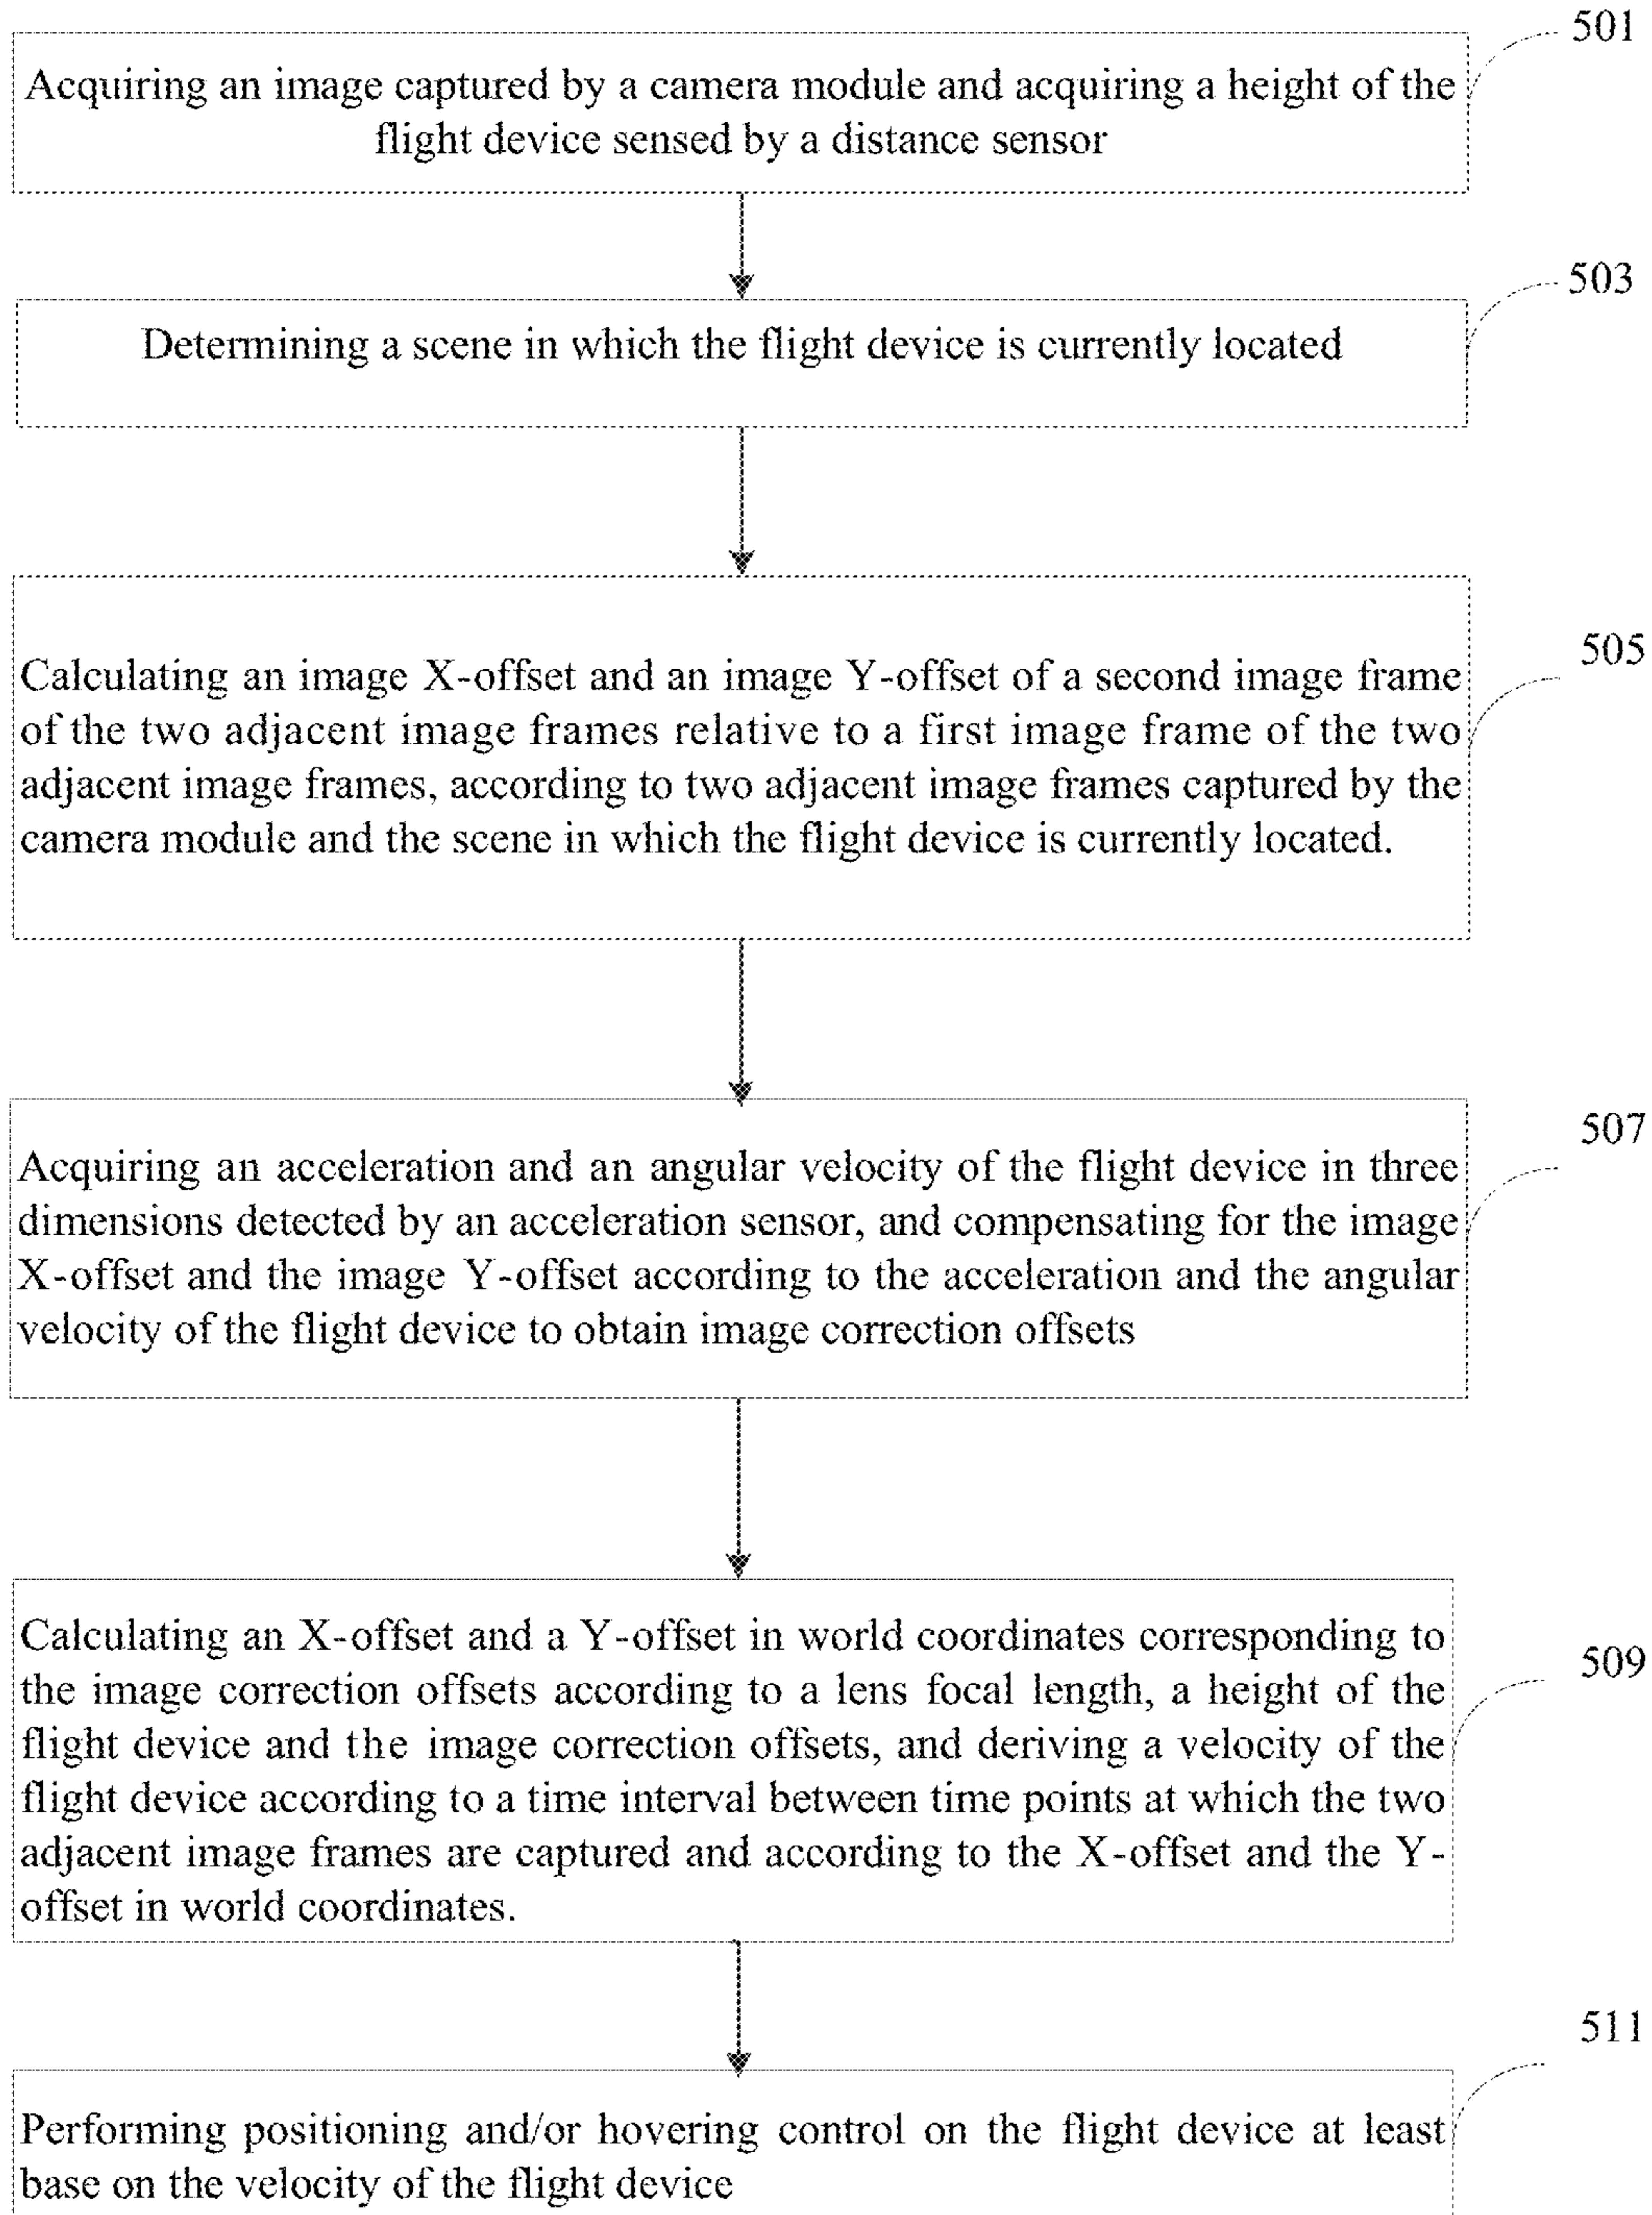 501
Acquiring an image captured by a camera module and acquiring a height of the
flight device sensed by a distance sensor
503
Determining a scene in which the flight device is currently located
505
Calculating an image X-offset and an image Y-offset of a second image frame
of the two adjacent image frames relative to a first image frame of the two
adjacent image frames, according to two adjacent image frames captured by the
camera module and the scene in which the flight device is currently located.
507
Acquiring an acceleration and an angular velocity of the flight device in three
dimensions detected by an acceleration sensor, and compensating for the image
X-offset and the image Y-offset according to the acceleration and the angular
velocity of the flight device to obtain image correction offsets
509
Calculating an X-offset and a Y-offset in world coordinates corresponding to
the image correction offsets according to a lens focal length, a height of the
flight device and the image correction offsets, and deriving a velocity of the
flight device according to a time interval between time points at which the two
adjacent image frames are captured and according to the X-offset and the Y-
offset in world coordinates.
511
Performing positioning and/or hovering control on the flight device at least
base on the velocity of the flight device